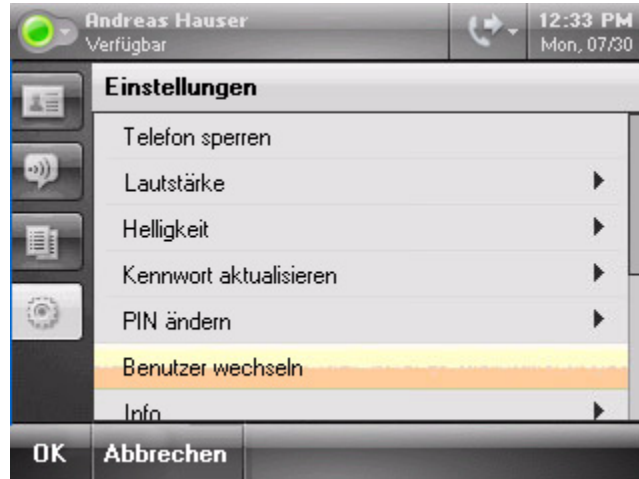 Andreas Hauser
Verfügbar
12:33 PM
Mon, 07/30
Einstellungen
Telefon sperren
Lautstärke
Helligkeit
Kennwort aktualisieren
PIN ändern
Benutzer wechseln
Info
OK
Abbrechen